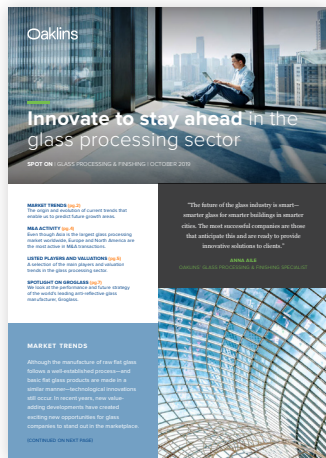 Oaklins
Innovate to stay ahead in the
glass processing sector
SPOT ON | GLASS PROCESSING & FINISHING | OCTOBER 2019
MARKET TRENDS (pg.2)
The origin and evolution of current trends that
enable us to predict future growth areas.
M&A ACTIVITY (pg.4)
Even though Asia is the largest glass processing
market worldwide, Europe and North America are
the most active in M&A transactions.
LISTED PLAYERS AND VALUATIONS (pg.6)
A selection of the main players and valuation
trends in the glass processing sector.
SPOTLIGHT ON GROGLASS (pg.7)
We look at the performance and future strategy
of the world's leading anti-reflective glass
manufacturer, Groglass.
"The future of the glass industry is smart—
smarter glass for smarter buildings in smarter
cities. The most successful companies are those
that anticipate this and are ready to provide
innovative solutions to clients."
OAKLINS' GLASS PROCESSING & FINISHING SPECIALIST
MARKET TRENDS
Although the manufacture of raw flat glass
follows a well-established process—and
basic flat glass products are made in a
similar manner—technological innovations
still occur. In recent years, new value-
adding developments have created
exciting new opportunities for glass
companies to stand out in the marketplace.
(CONTINUED ON NEXT PAGE)